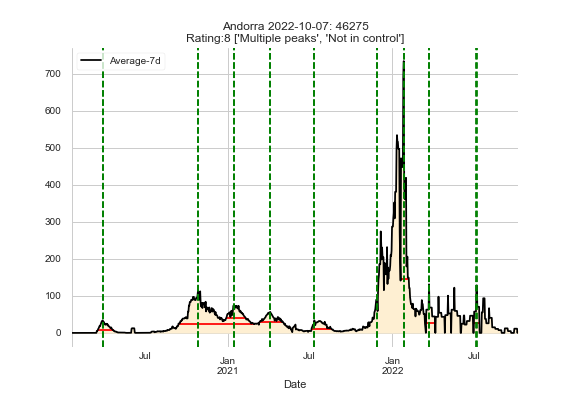 Andorra 2022-10-07: 46275
Rating:8 ['Multiple peaks', 'Not in control']
Average-7d
700
600
500
400
300
200
100
0
Jul
Jan
2021
Jul
Jan
2022
Jul
Date